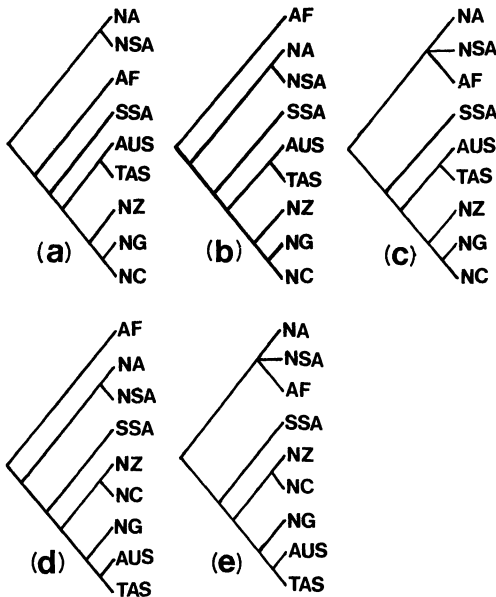 NA
NSA
AF
SSA
AUS
TAS
NZ
NG
NC
(a)
AF
NA
NSA
SSA
AUS
TAS
NZ
NG
NC
(b)
NA
NSA
AF
SSA
AUS
TAS
NZ
NG
NC
(c)
AF
NA
NSA
SSA
NZ
NC
NG
AUS
TAS
(d)
NA
NSA
AF
SSA
NZ
NC
NG
AUS
TAS
(e)